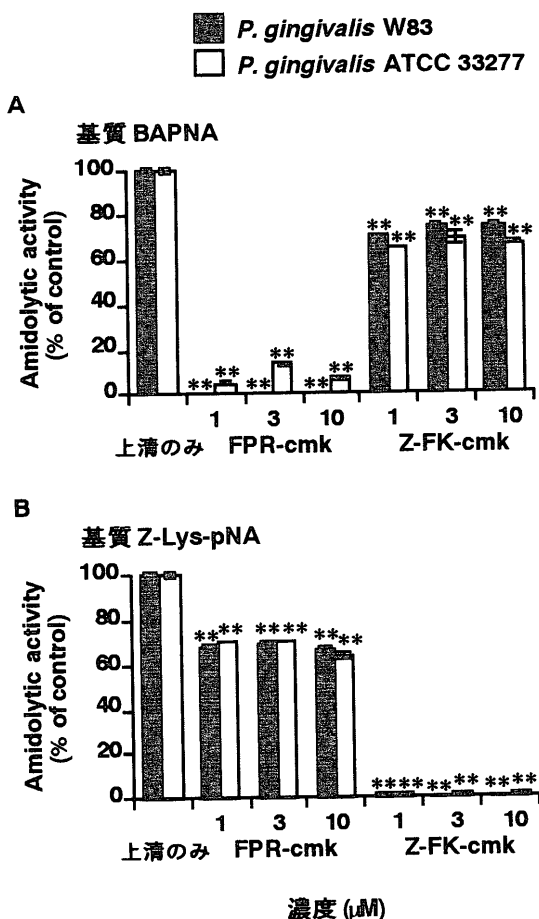 P. gingivalis W83
P. gingivalis ATCC 33277
A
基質 BAPNA
Amidolytic activity
(% of control)
100
80
60
40
20
0
** ** ** ** ** ** ** ** ** ** ** **
1 3 10 1 3 10
上清のみ FPR-cmk Z-FK-cmk
B
基質 Z-Lys-pNA
Amidolytic activity
(% of control)
100
80
60
40
20
0
** ** **** ** ** **** ** ** ** **
1 3 10 1 3 10
上清のみ FPR-cmk Z-FK-cmk
濃度 (μM)